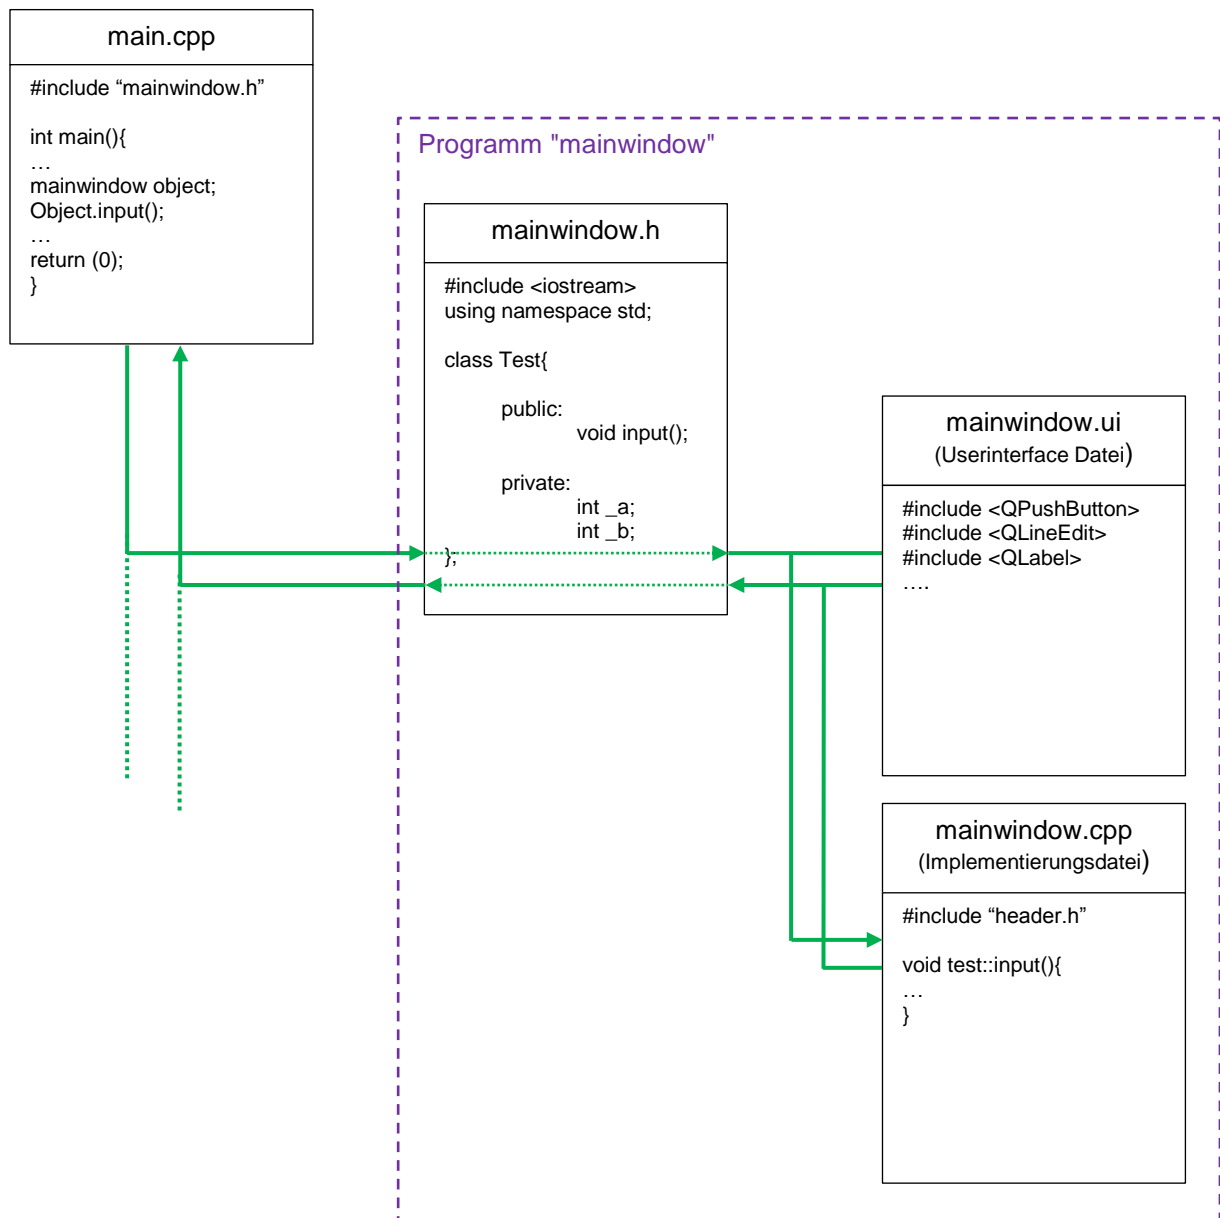 main.cpp
#include “mainwindow.h”
int main(){
…
mainwindow object;
Object.input();
…
return (0);
}
Programm "mainwindow"
mainwindow.h
#include <iostream>
using namespace std;
class Test{
public:
void input();
private:
int _a;
int _b;
};
mainwindow.ui
(Userinterface Datei)
#include <QPushButton>
#include <QLineEdit>
#include <QLabel>
….
mainwindow.cpp
(Implementierungsdatei)
#include “header.h”
void test::input(){
…
}